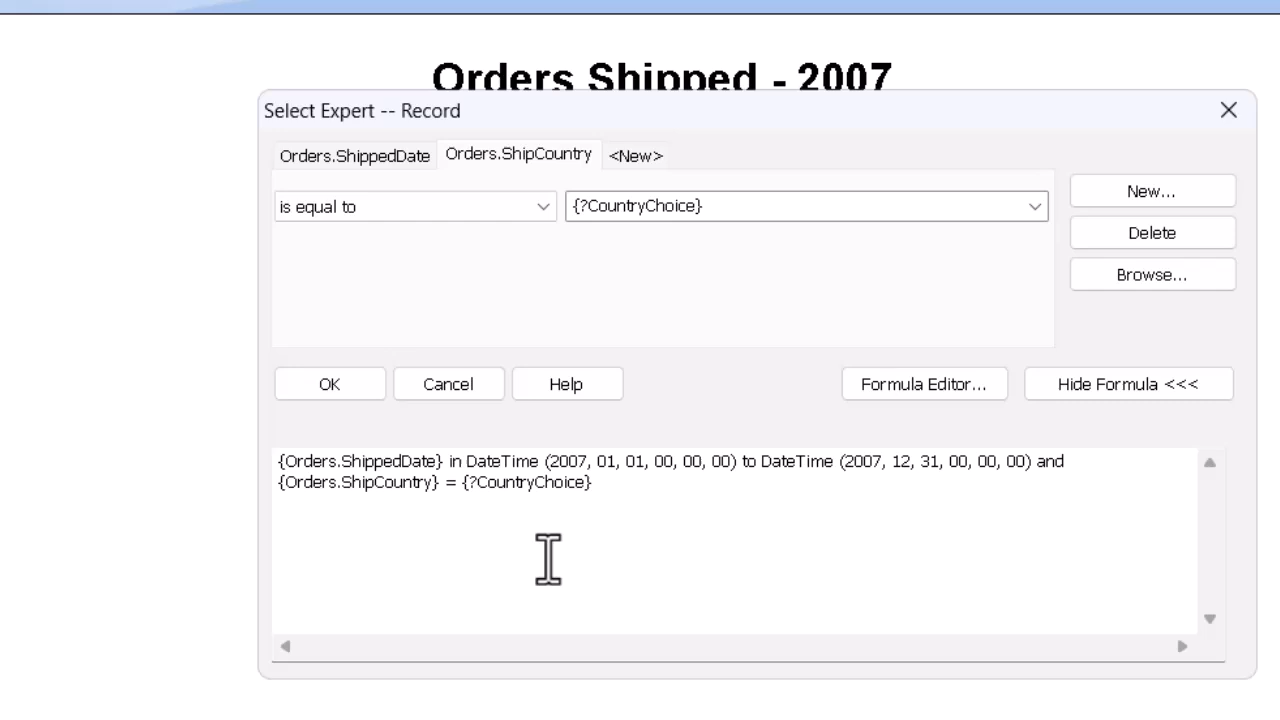 Orders Shipped - 2007
Select Expert -- Record
Orders.ShippedDate Orders.ShipCountry <New>
is equal to {?CountryChoice} New...
Delete
Browse...
OK Cancel Help Formula Editor... Hide Formula <<<
{Orders.ShippedDate} in DateTime (2007, 01, 01, 00, 00, 00) to DateTime (2007, 12, 31, 00, 00, 00) and
{Orders.ShipCountry} = {?CountryChoice}